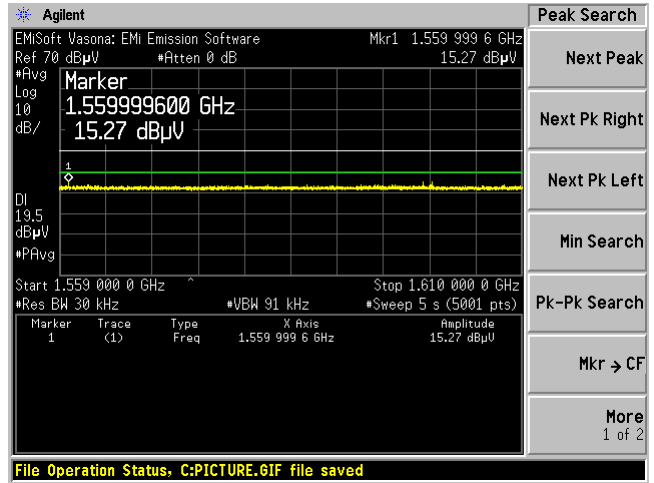 Agilent
Peak Search
EMiSoft Vasona: EMi Emission Software
Mkr1 1.559 999 6 GHz
Ref 70 dBµV #Atten 0 dB 15.27 dBµV
#Avg
Log
10
dB/
Marker
1.559999600 GHz
15.27 dBµV
1
DI
19.5
dBµV
#PAvg
Start 1.559 000 0 GHz ^ Stop 1.610 000 0 GHz
#Res BW 30 kHz #VBW 91 kHz #Sweep 5 s (5001 pts)
Marker Trace Type X Axis Amplitude
1 (1) Freq 1.559 999 6 GHz 15.27 dBµV
Next Peak
Next Pk Right
Next Pk Left
Min Search
Pk-Pk Search
Mkr → CF
More
1 of 2
File Operation Status, C:PICTURE.GIF file saved